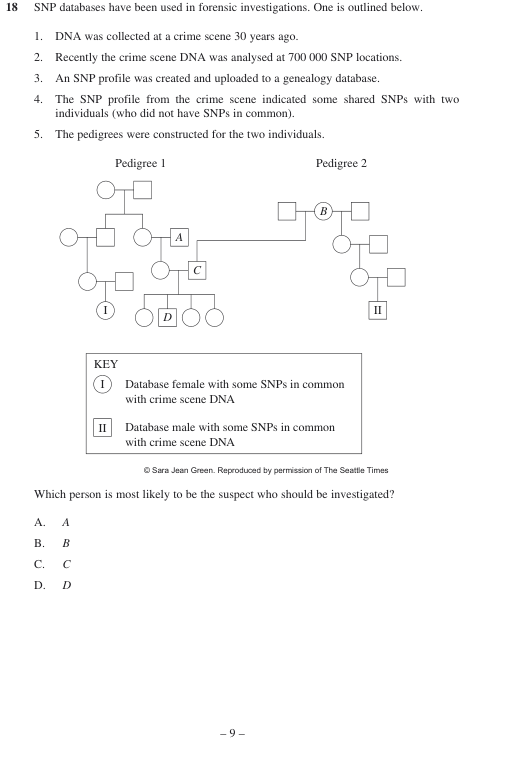 18 SNP databases have been used in forensic investigations. One is outlined below.
1. DNA was collected at a crime scene 30 years ago.
2. Recently the crime scene DNA was analysed at 700 000 SNP locations.
3. An SNP profile was created and uploaded to a genealogy database.
4. The SNP profile from the crime scene indicated some shared SNPs with two
individuals (who did not have SNPs in common).
5. The pedigrees were constructed for the two individuals.
Pedigree 1 Pedigree 2
B
A
C
I
D
II
KEY
I Database female with some SNPs in common
with crime scene DNA
II Database male with some SNPs in common
with crime scene DNA
© Sara Jean Green. Reproduced by permission of The Seattle Times
Which person is most likely to be the suspect who should be investigated?
A. A
B. B
C. C
D. D
– 9 –